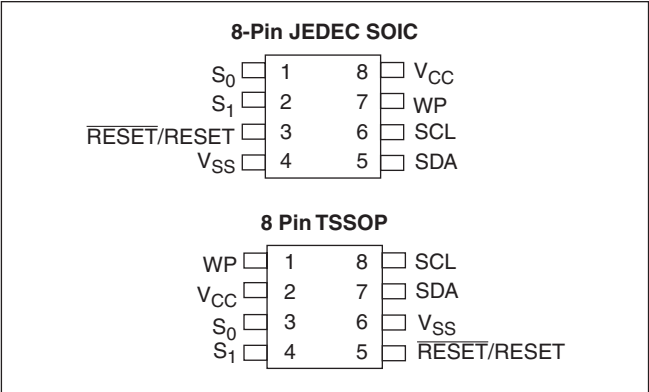 8-Pin JEDEC SOIC
S0 1 8 VCC
S1 2 7 WP
RESET/RESET 3 6 SCL
VSS 4 5 SDA
8 Pin TSSOP
WP 1 8 SCL
VCC 2 7 SDA
S0 3 6 VSS
S1 4 5 RESET/RESET